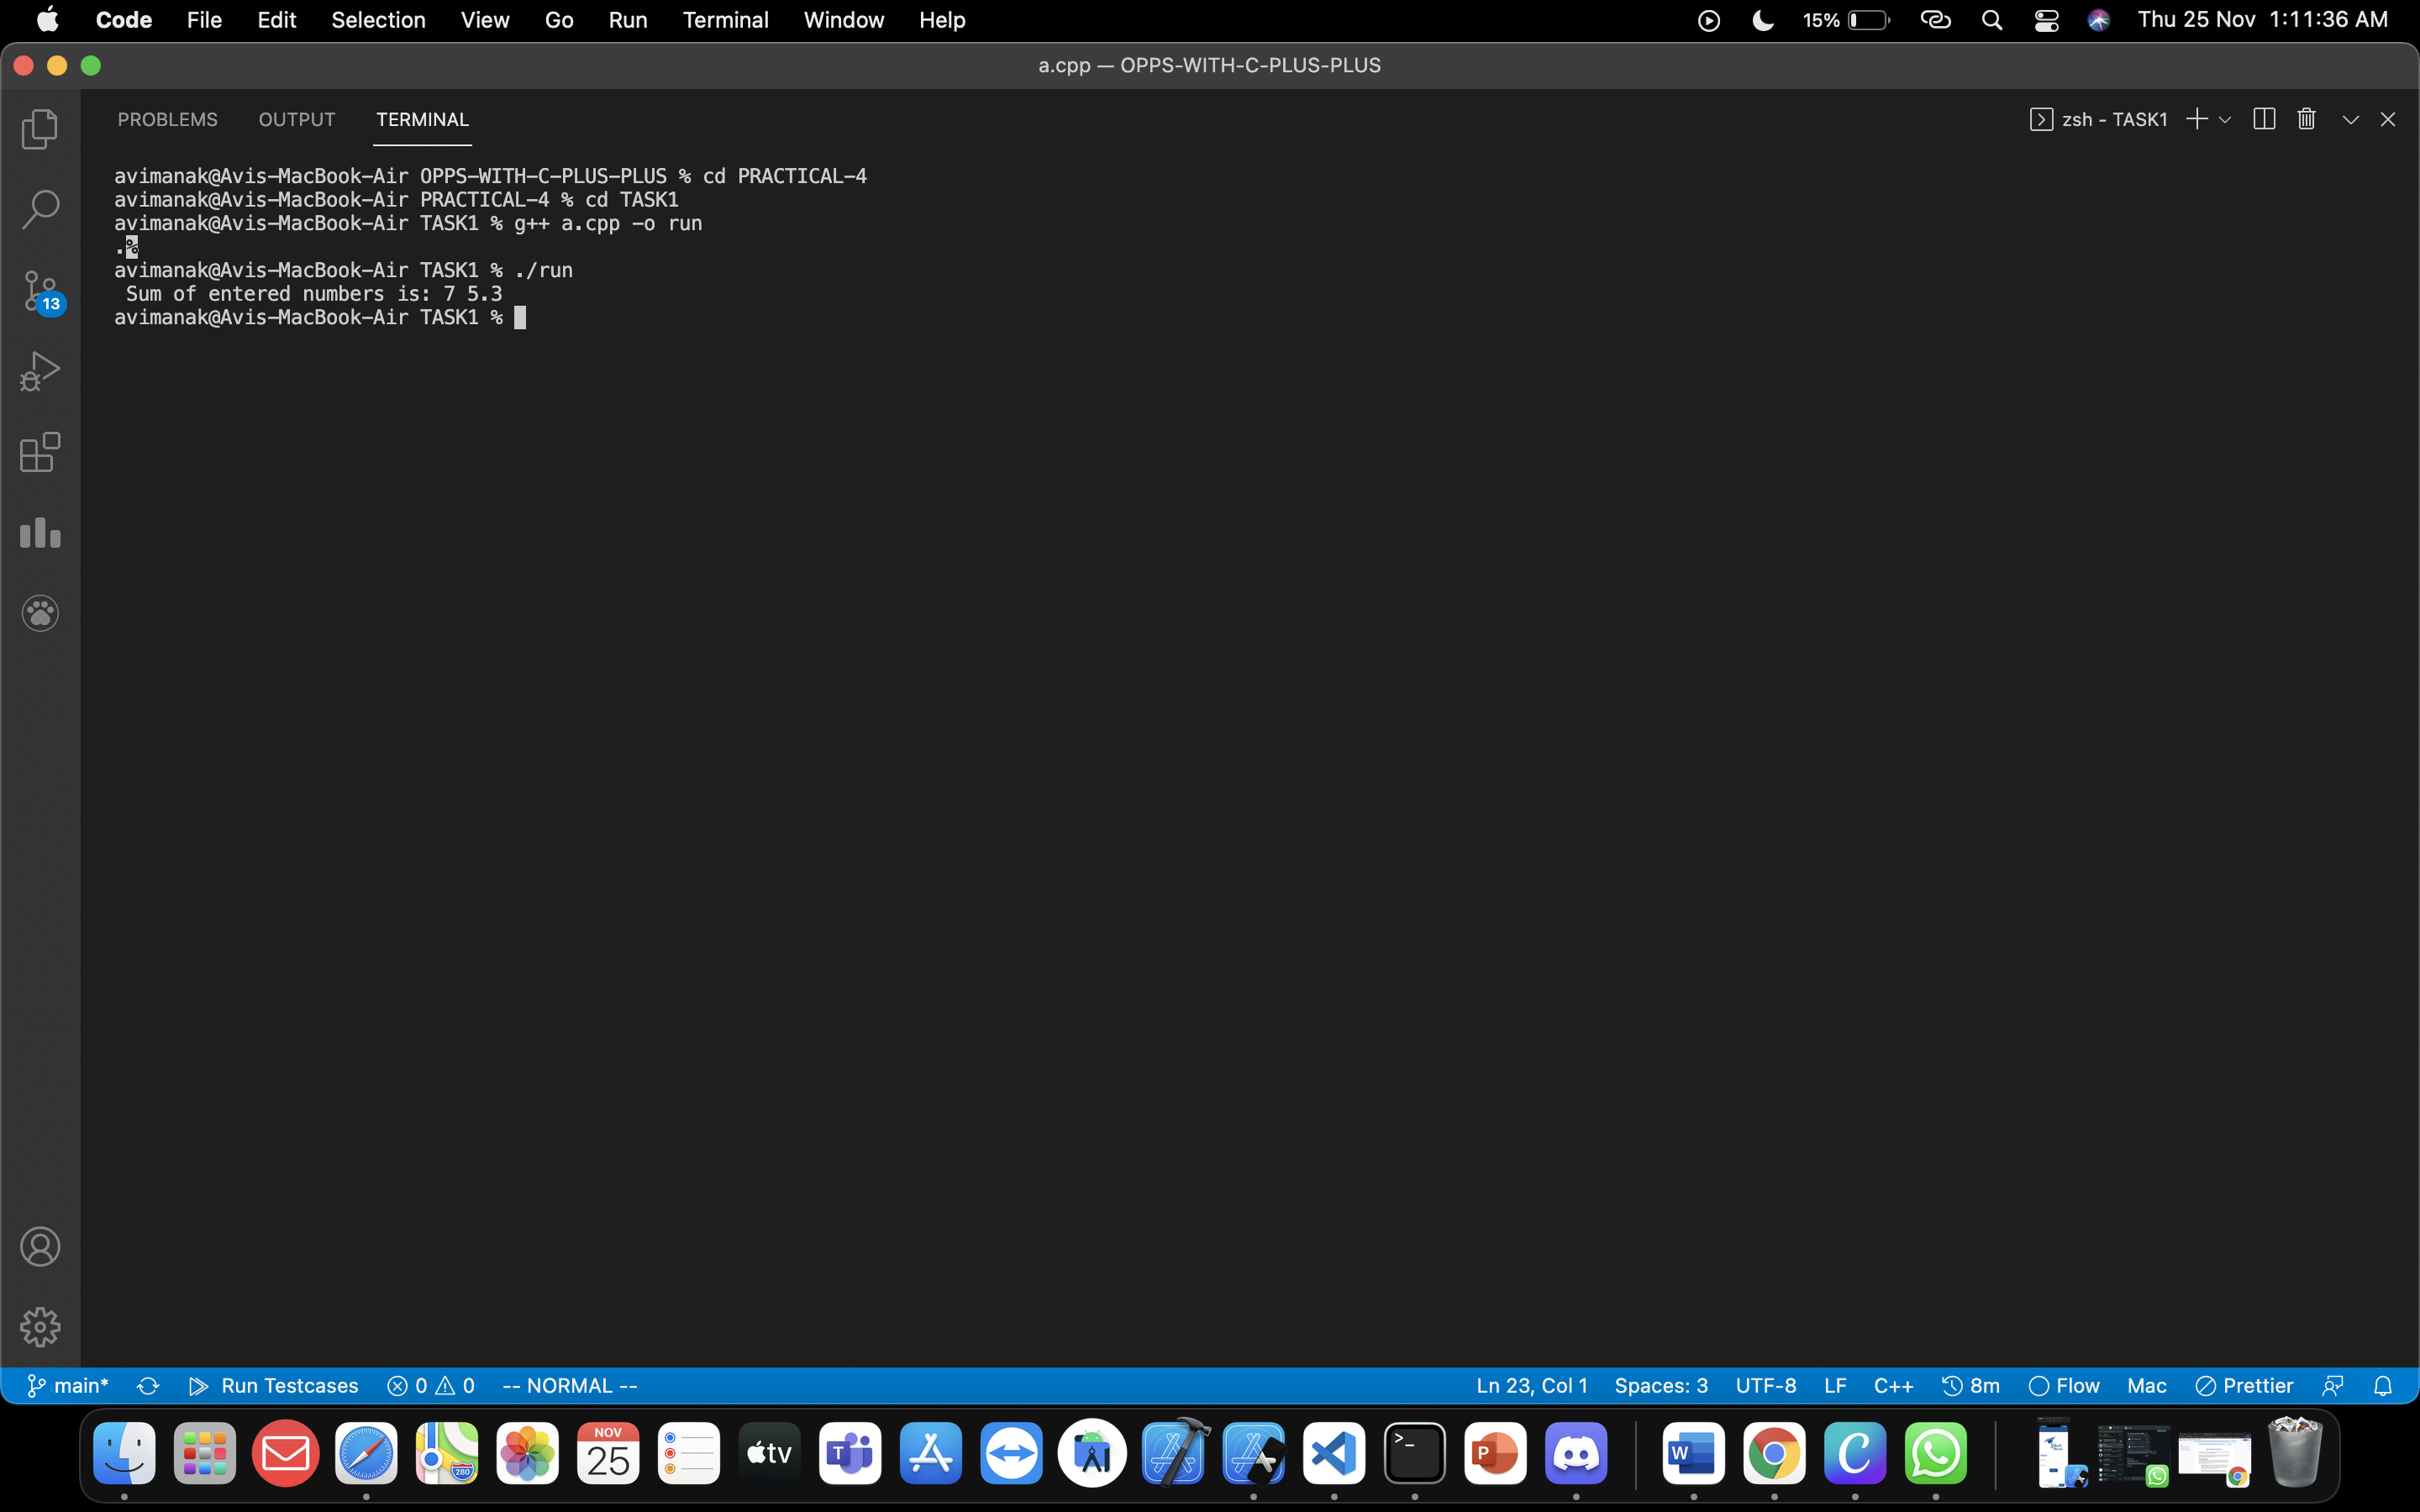 Code File Edit Selection View Go Run Terminal Window Help 15% Thu 25 Nov 1:11:36 AM
a.cpp — OPPS-WITH-C-PLUS-PLUS
PROBLEMS OUTPUT TERMINAL zsh - TASK1
avimanak@Avis-MacBook-Air OPPS-WITH-C-PLUS-PLUS % cd PRACTICAL-4
avimanak@Avis-MacBook-Air PRACTICAL-4 % cd TASK1
avimanak@Avis-MacBook-Air TASK1 % g++ a.cpp -o run
.%
avimanak@Avis-MacBook-Air TASK1 % ./run
Sum of entered numbers is: 7 5.3
avimanak@Avis-MacBook-Air TASK1 %
13
main* Run Testcases 0 0 -- NORMAL -- Ln 23, Col 1 Spaces: 3 UTF-8 LF C++ 8m Flow Mac Prettier
280
NOV
25
tv
T
>_
P
W
C